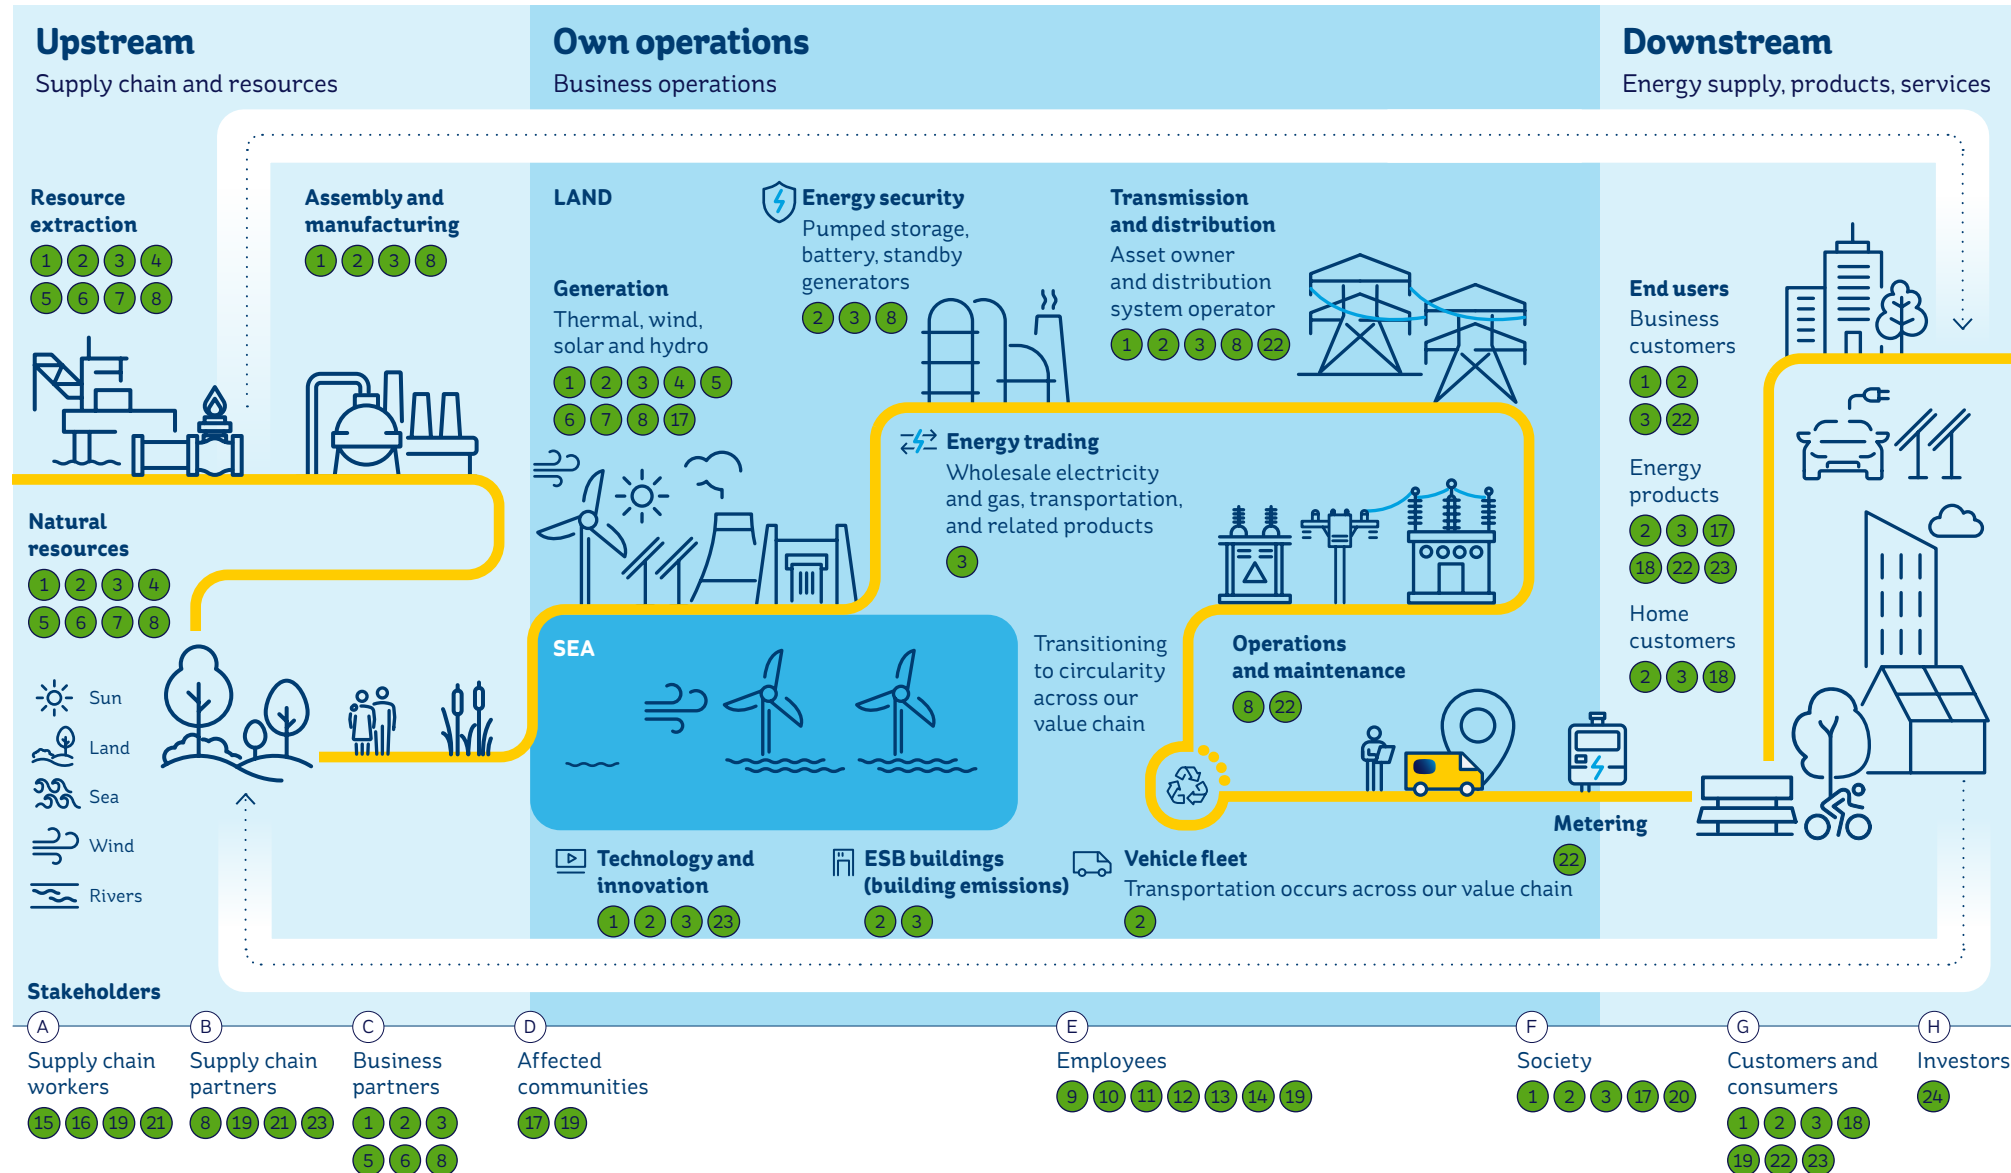 Upstream
Supply chain and resources
Own operations
Business operations
Downstream
Energy supply, products, services
Resource
extraction
1 2 3 4
5 6 7 8
Assembly and
manufacturing
1 2 3 8
Natural
resources
1 2 3 4
5 6 7 8
Sun
Land
Sea
Wind
Rivers
LAND
Generation
Thermal, wind,
solar and hydro
1 2 3 4 5
6 7 8 17
Energy security
Pumped storage,
battery, standby
generators
2 3 8
Transmission
and distribution
Asset owner
and distribution
system operator
1 2 3 8 22
Energy trading
Wholesale electricity
and gas, transportation,
and related products
3
SEA
Transitioning
to circularity
across our
value chain
Operations
and maintenance
8 22
Metering
22
Technology and
innovation
1 2 3 23
ESB buildings
(building emissions)
2 3
Vehicle fleet
Transportation occurs across our value chain
2
End users
Business
customers
1 2
3 22
Energy
products
2 3 17
18 22 23
Home
customers
2 3 18
Stakeholders
A
Supply chain
workers
15 16 19 21
B
Supply chain
partners
8 19 21 23
C
Business
partners
1 2 3
5 6 8
D
Affected
communities
17 19
E
Employees
9 10 11 12 13 14 19
F
Society
1 2 3 17 20
G
Customers and
consumers
1 2 3 18
19 22 23
H
Investors
24